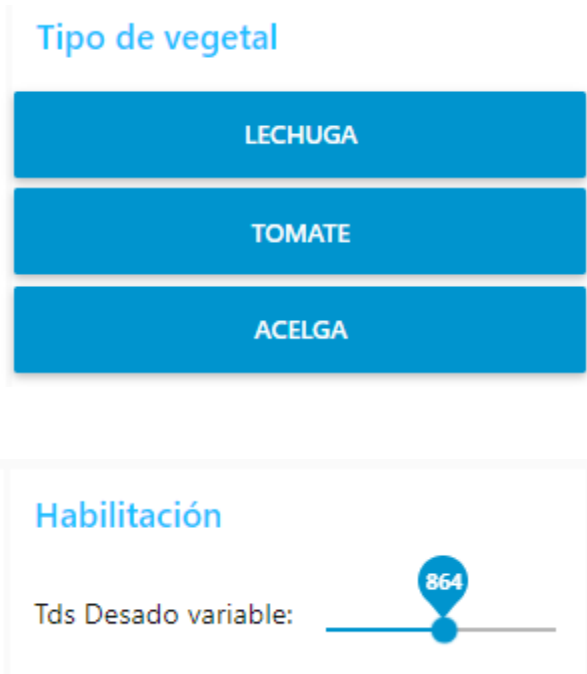 Tipo de vegetal
LECHUGA
TOMATE
ACELGA
Habilitación
864
Tds Desado variable: